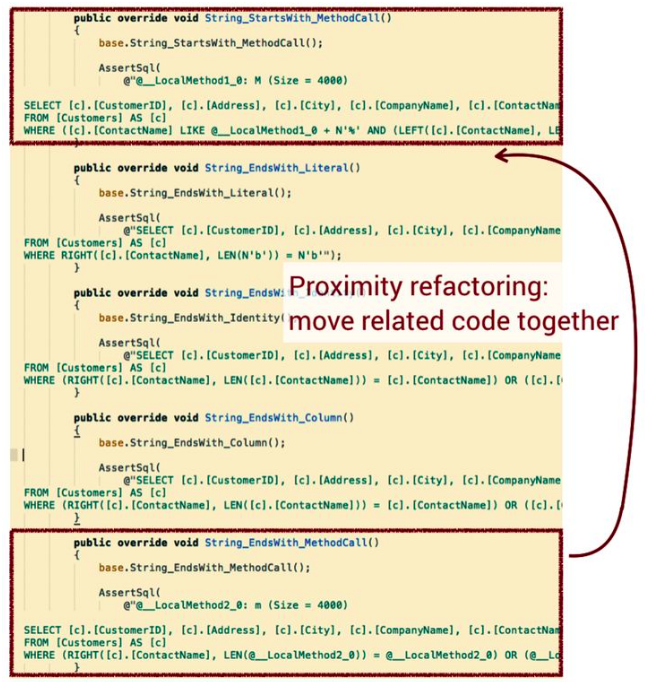 public override void String_StartsWith_MethodCall()
{
base.String_StartsWith_MethodCall();
AssertSql(
@"@__LocalMethod1_0: M (Size = 4000)
SELECT [c].[CustomerID], [c].[Address], [c].[City], [c].[CompanyName], [c].[ContactNam
FROM [Customers] AS [c]
WHERE ([c].[ContactName] LIKE @__LocalMethod1_0 + N'%' AND (LEFT([c].[ContactName], LE
}
public override void String_EndsWith_Literal()
{
base.String_EndsWith_Literal();
AssertSql(
@"SELECT [c].[CustomerID], [c].[Address], [c].[City], [c].[CompanyName
FROM [Customers] AS [c]
WHERE RIGHT([c].[ContactName], LEN(N'b')) = N'b'");
}
Proximity refactoring:
move related code together
public override void String_EndsWi
{
base.String_EndsWith_Identity(
AssertSql(
@"SELECT [c].[CustomerID], [c].[Address], [c].[City], [c].[CompanyName
FROM [Customers] AS [c]
WHERE (RIGHT([c].[ContactName], LEN([c].[ContactName])) = [c].[ContactName]) OR ([c].[
}
public override void String_EndsWith_Column()
{
base.String_EndsWith_Column();
AssertSql(
@"SELECT [c].[CustomerID], [c].[Address], [c].[City], [c].[CompanyName
FROM [Customers] AS [c]
WHERE (RIGHT([c].[ContactName], LEN([c].[ContactName])) = [c].[ContactName]) OR ([c].[
}
public override void String_EndsWith_MethodCall()
{
base.String_EndsWith_MethodCall();
AssertSql(
@"@__LocalMethod2_0: m (Size = 4000)
SELECT [c].[CustomerID], [c].[Address], [c].[City], [c].[CompanyName], [c].[ContactNam
FROM [Customers] AS [c]
WHERE (RIGHT([c].[ContactName], LEN(@__LocalMethod2_0)) = @__LocalMethod2_0) OR (@__Lo
}